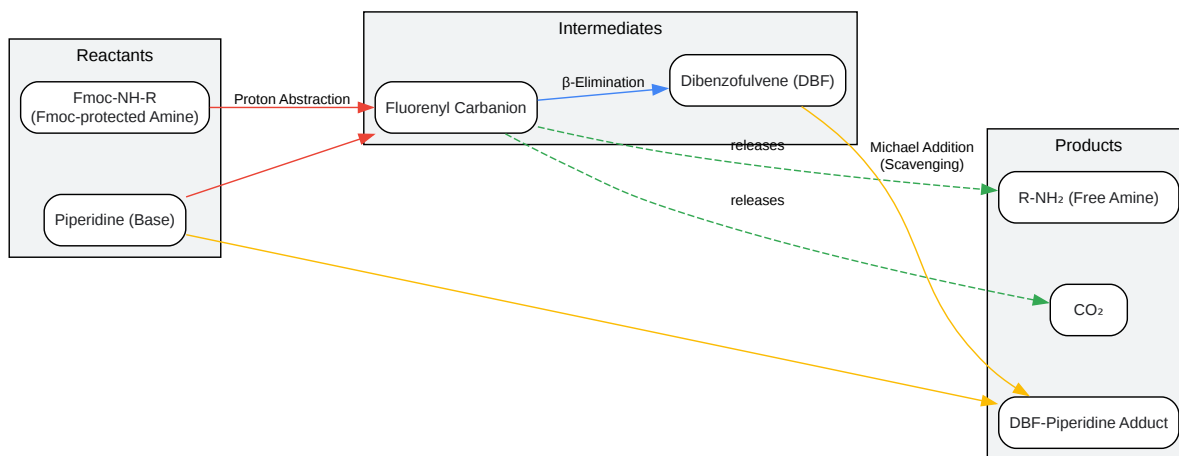 Reactants
Fmoc-NH-R
(Fmoc-protected Amine)
Piperidine (Base)
Proton Abstraction
Intermediates
Fluorenyl Carbanion
β-Elimination
Dibenzofulvene (DBF)
releases
releases
Michael Addition
(Scavenging)
Products
R-NH₂ (Free Amine)
CO₂
DBF-Piperidine Adduct